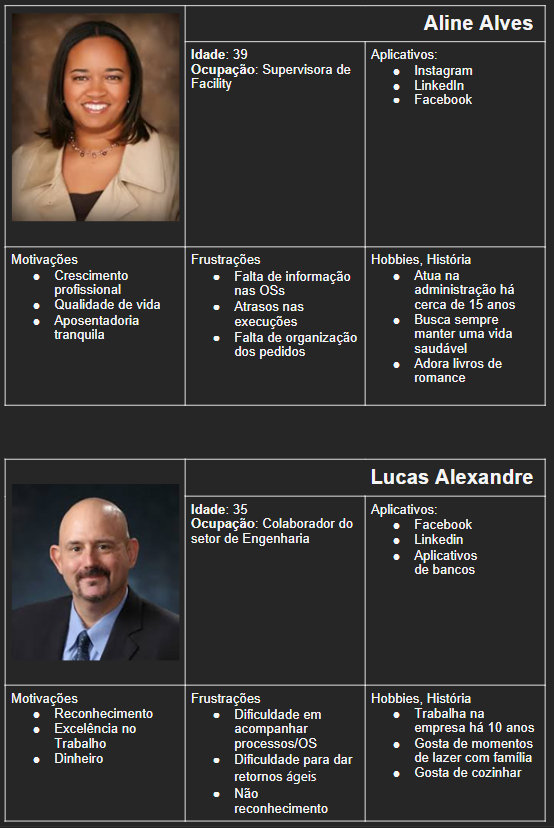 Aline Alves
Idade: 39
Ocupação: Supervisora de
Facility
Aplicativos:
● Instagram
● LinkedIn
● Facebook
Motivações
● Crescimento
profissional
● Qualidade de vida
● Aposentadoria
tranquila
Frustrações
● Falta de informação
nas OSs
● Atrasos nas
execuções
● Falta de organização
dos pedidos
Hobbies, História
● Atua na
administração há
cerca de 15 anos
● Busca sempre
manter uma vida
saudável
● Adora livros de
romance
Lucas Alexandre
Idade: 35
Ocupação: Colaborador do
setor de Engenharia
Aplicativos:
● Facebook
● Linkedin
● Aplicativos
de bancos
Motivações
● Reconhecimento
● Excelência no
Trabalho
● Dinheiro
Frustrações
● Dificuldade em
acompanhar
processos/OS
● Dificuldade para dar
retornos ágeis
● Não
reconhecimento
Hobbies, História
● Trabalha na
empresa há 10 anos
● Gosta de momentos
de lazer com família
● Gosta de cozinhar